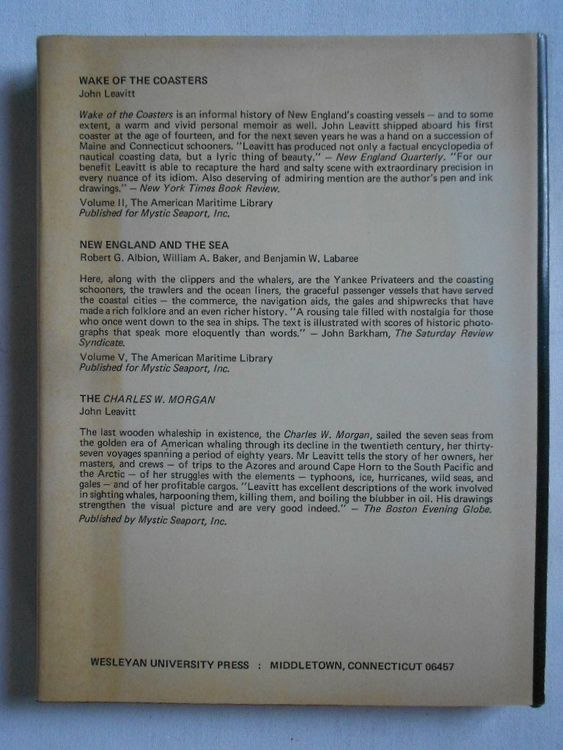 WAKE OF THE COASTERS
John Leavitt
Wake of the Coasters is an informal history of New England's coasting vessels — and to some
extent, a warm and vivid personal memoir as well. John Leavitt shipped aboard his first
coaster at the age of fourteen, and for the next seven years he was a hand on a succession of
Maine and Connecticut schooners. "Leavitt has produced not only a factual encyclopedia of
nautical coasting data, but a lyric thing of beauty." — New England Quarterly. "For our
benefit Leavitt is able to recapture the hard and salty scene with extraordinary precision in
every nuance of its idiom. Also deserving of admiring mention are the author's pen and ink
drawings." — New York Times Book Review.
Volume II, The American Maritime Library
Published for Mystic Seaport, Inc.
NEW ENGLAND AND THE SEA
Robert G. Albion, William A. Baker, and Benjamin W. Labaree
Here, along with the clippers and the whalers, are the Yankee Privateers and the coasting
schooners, the trawlers and the ocean liners, the graceful passenger vessels that have served
the coastal cities — the commerce, the navigation aids, the gales and shipwrecks that have
made a rich folklore and an even richer history. "A rousing tale filled with nostalgia for those
who once went down to the sea in ships. The text is illustrated with scores of historic photo-
graphs that speak more eloquently than words." — John Barkham, The Saturday Review
Syndicate.
Volume V, The American Maritime Library
Published for Mystic Seaport, Inc.
THE CHARLES W. MORGAN
John Leavitt
The last wooden whaleship in existence, the Charles W. Morgan, sailed the seven seas from
the golden era of American whaling through its decline in the twentieth century, her thirty-
seven voyages spanning a period of eighty years. Mr Leavitt tells the story of her owners, her
masters, and crews — of trips to the Azores and around Cape Horn to the South Pacific and
the Arctic — of her struggles with the elements — typhoons, ice, hurricanes, wild seas, and
gales — and of her profitable cargos. "Leavitt has excellent descriptions of the work involved
in sighting whales, harpooning them, killing them, and boiling the blubber in oil. His drawings
strengthen the visual picture and are very good indeed." — The Boston Evening Globe.
Published by Mystic Seaport, Inc.
WESLEYAN UNIVERSITY PRESS : MIDDLETOWN, CONNECTICUT 06457